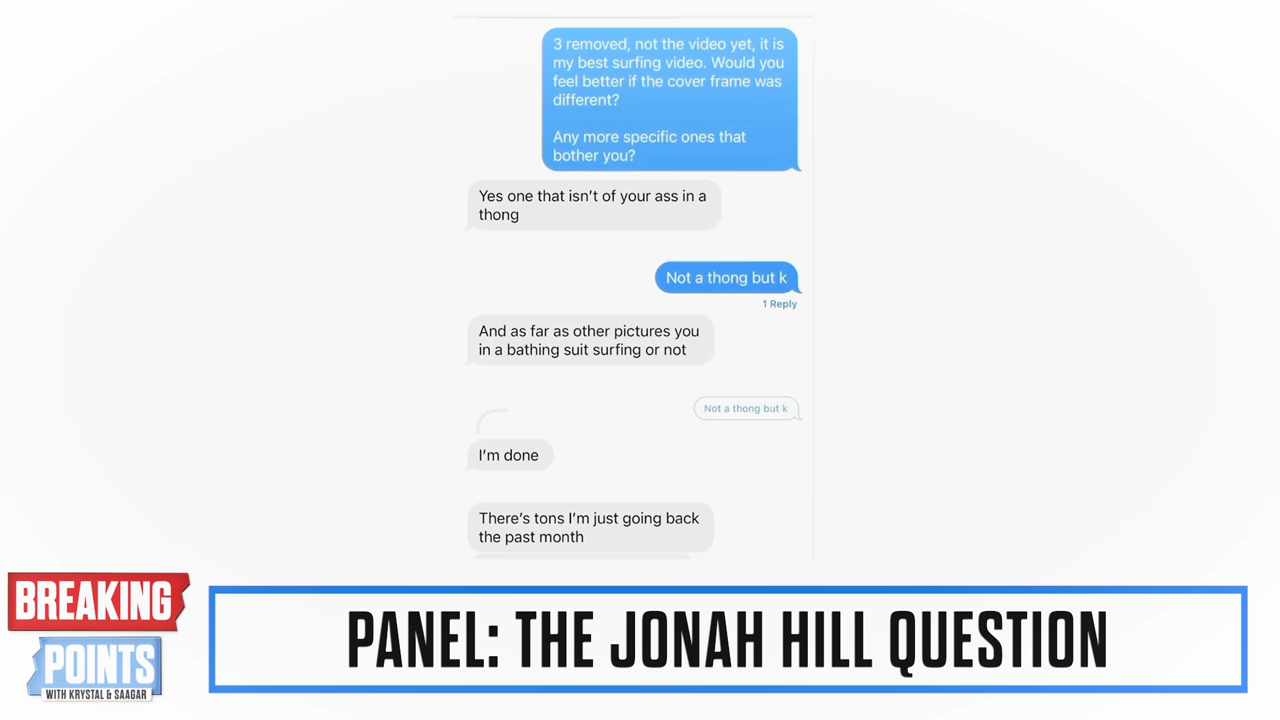 3 removed, not the video yet, it is
my best surfing video. Would you
feel better if the cover frame was
different?
Any more specific ones that
bother you?
Yes one that isn't of your ass in a
thong
Not a thong but k
1 Reply
And as far as other pictures you
in a bathing suit surfing or not
Not a thong but k
I'm done
There's tons I'm just going back
the past month
BREAKING
POINTS
WITH KRYSTAL & SAAGAR
PANEL: THE JONAH HILL QUESTION